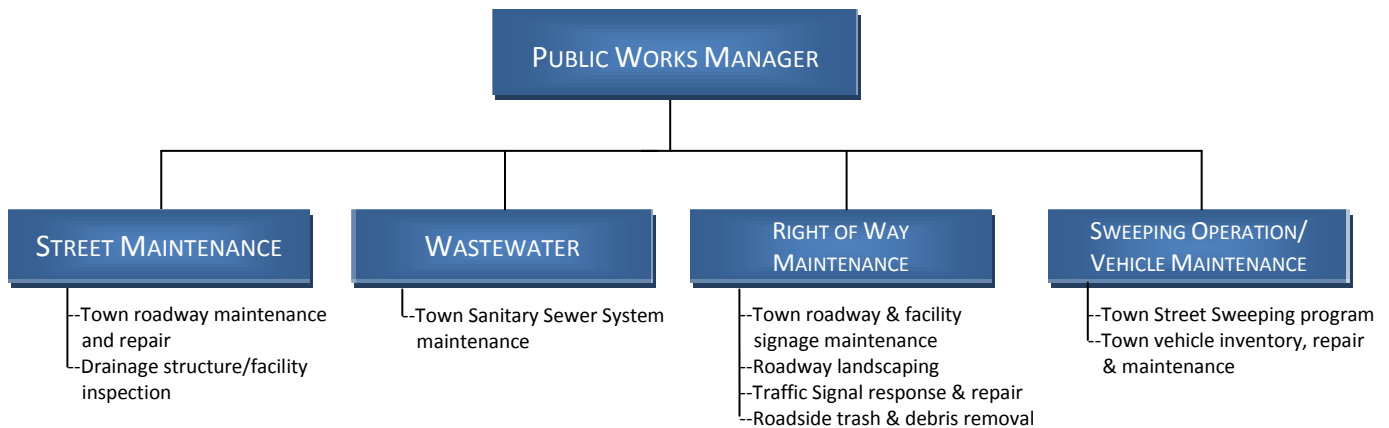 PUBLIC WORKS MANAGER
STREET MAINTENANCE
--Town roadway maintenance
and repair
--Drainage structure/facility
inspection
WASTEWATER
--Town Sanitary Sewer System
maintenance
RIGHT OF WAY
MAINTENANCE
--Town roadway & facility
signage maintenance
--Roadway landscaping
--Traffic Signal response & repair
--Roadside trash & debris removal
SWEEPING OPERATION/
VEHICLE MAINTENANCE
--Town Street Sweeping program
--Town vehicle inventory, repair
& maintenance